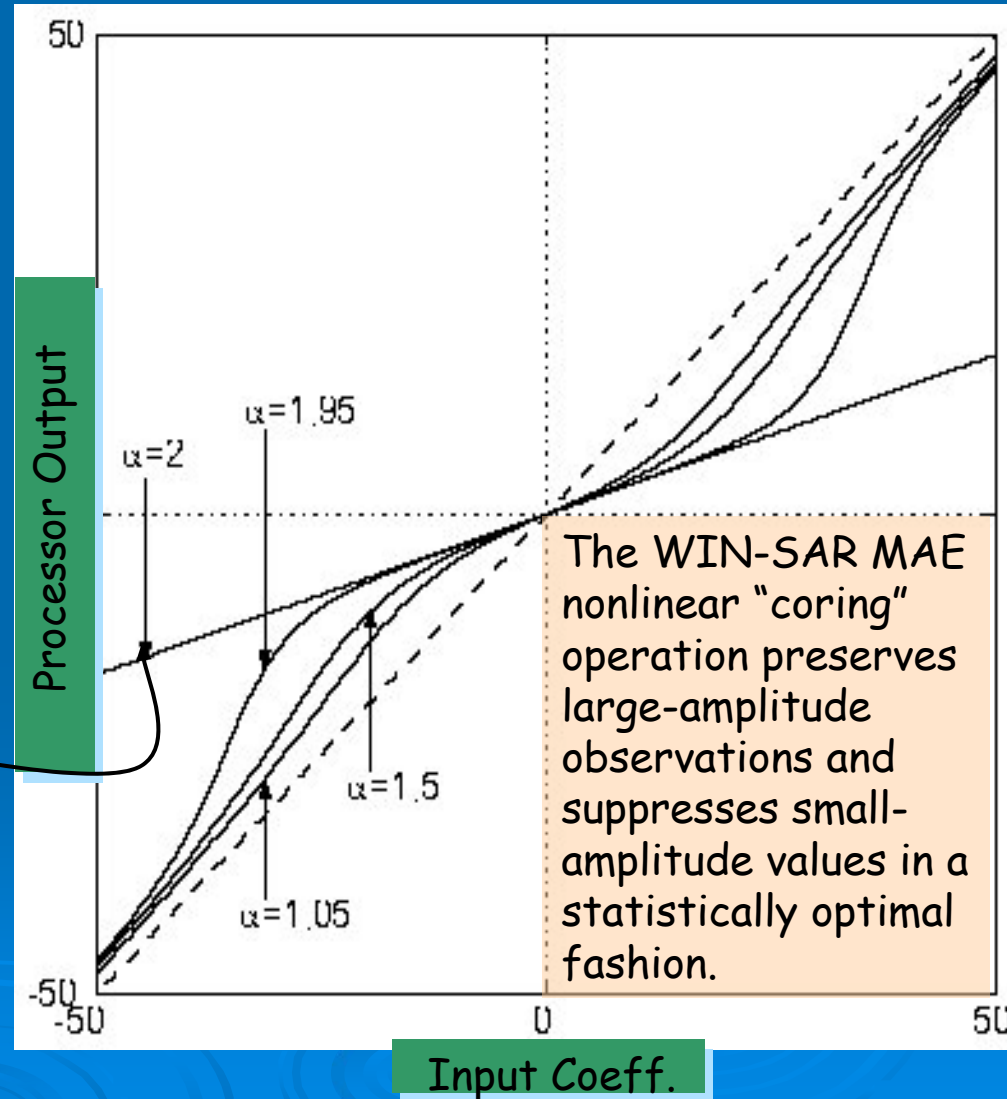 50
Processor Output
α=1.95
α=2
The WIN-SAR MAE
nonlinear “coring”
operation preserves
large-amplitude
observations and
suppresses small-
amplitude values in a
statistically optimal
fashion.
α=1.5
α=1.05
-50
-50
0
50
Input Coeff.